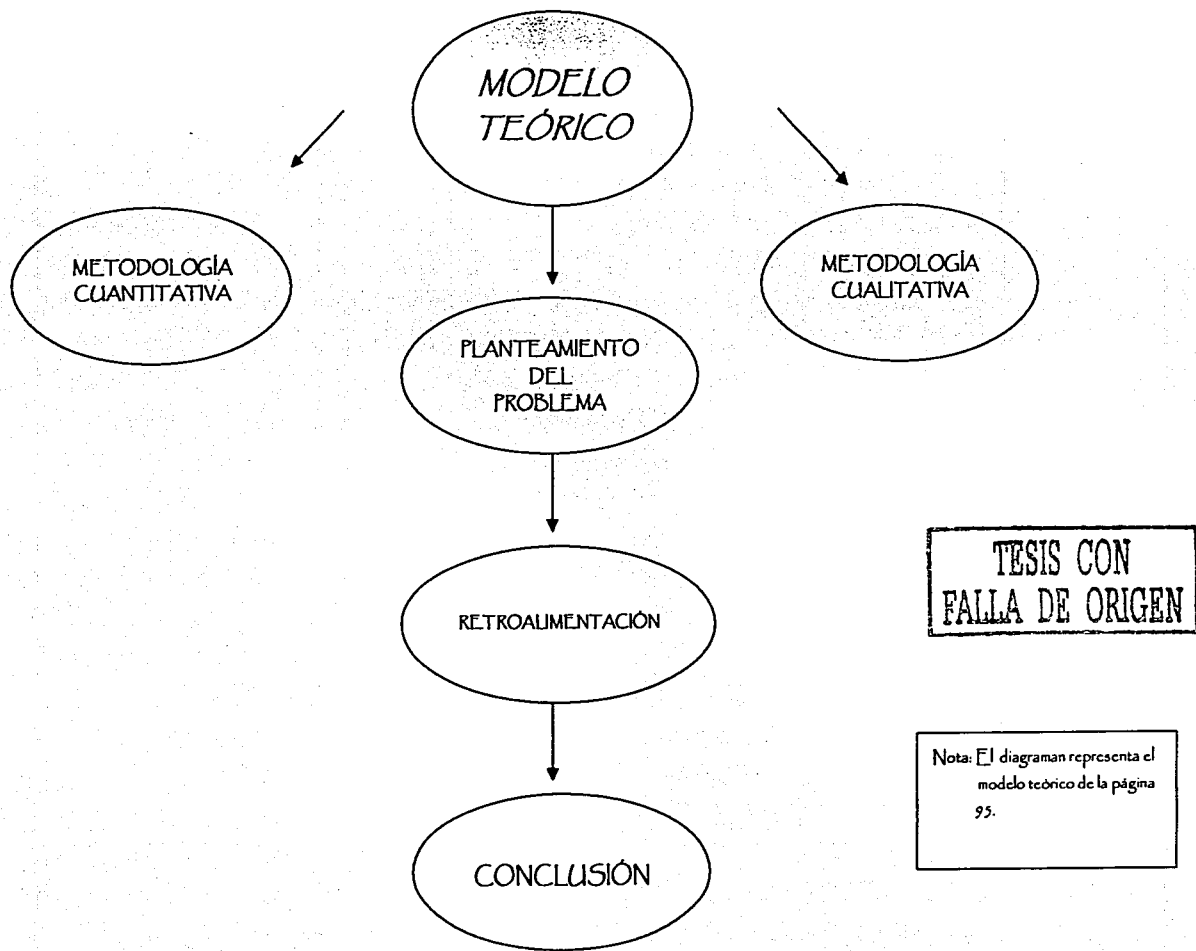 MODELO
TEÓRICO
METODOLOGÍA
CUANTITATIVA
METODOLOGÍA
CUALITATIVA
PLANTEAMIENTO
DEL
PROBLEMA
RETROALIMENTACIÓN
TESIS CON
FALLA DE ORIGEN
Nota: El diagraman representa el
modelo teòrico de la página
95.
CONCLUSIÓN